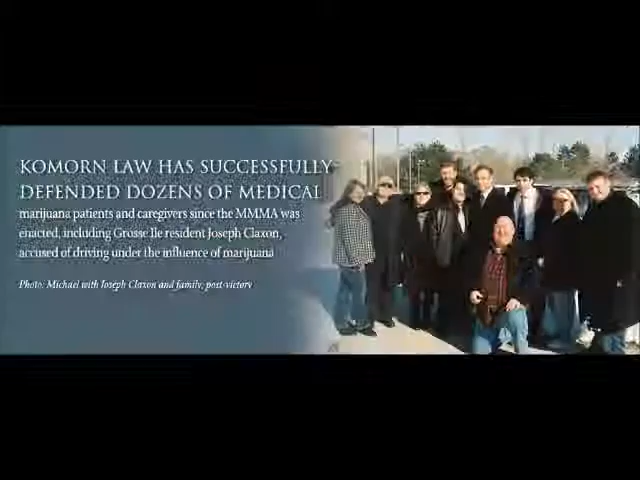 KOMORN LAW HAS SUCCESSFULLY
DEFENDED DOZENS OF MEDICAL
marijuana patients and caregivers since the MMMA was
enacted, including Grosse Ile resident Joseph Claxon,
accused of driving under the influence of marijuana
Photo: Michael with Joseph Claxon and family, post-victory